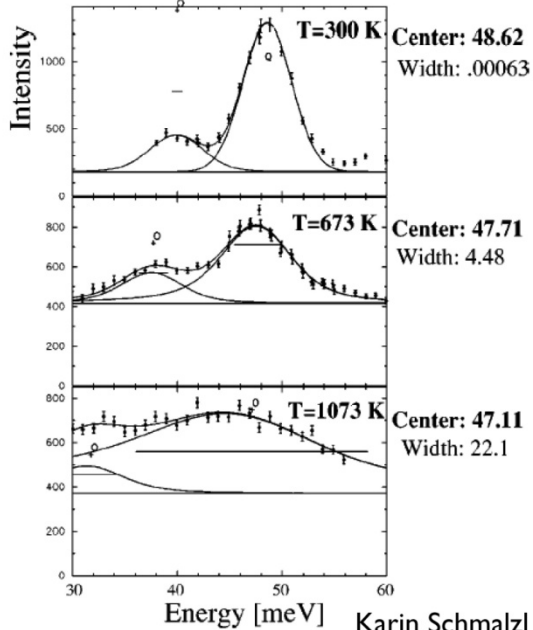 Intensity
T=300 K
Center: 48.62
Width: .00063
1000
500
0
T=673 K
Center: 47.71
Width: 4.48
800
600
400
200
0
T=1073 K
Center: 47.11
Width: 22.1
800
600
400
200
0
30 40 50 60
Energy [meV]
Karin Schmalzl